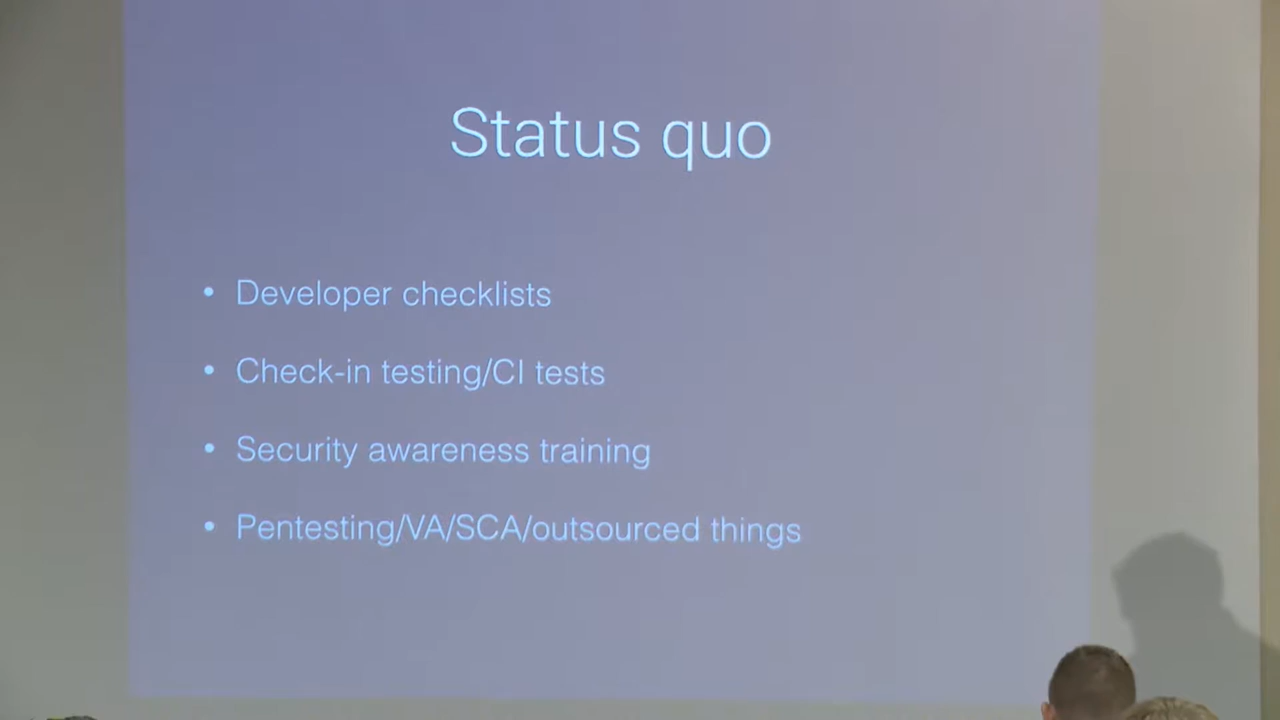 Status quo
• Developer checklists
• Check-in testing/CI tests
• Security awareness training
• Pentesting/VA/SCA/outsourced things